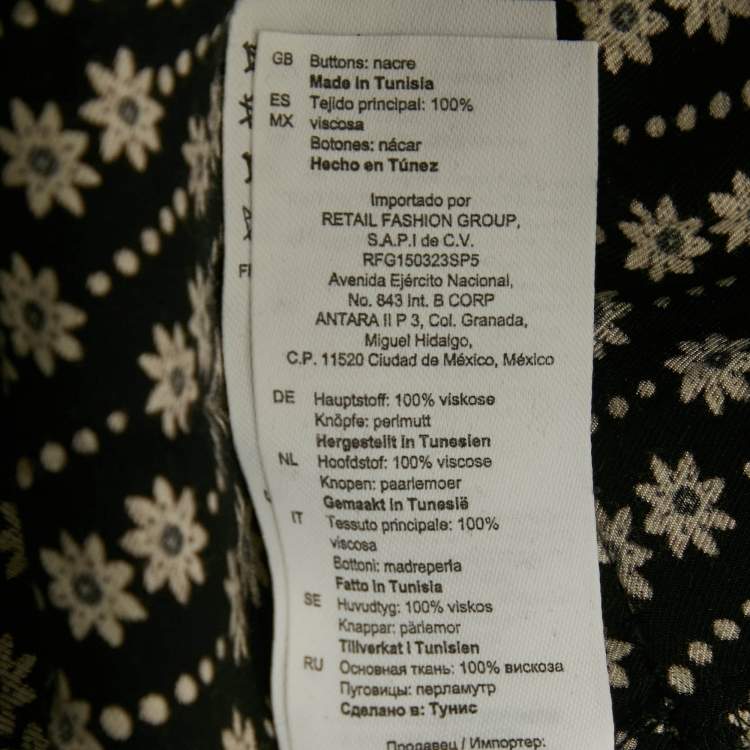 GB Buttons: nacre
Made in Tunisia
ES Tejido principal: 100%
MX viscosa
Botones: nácar
Hecho en Túnez
Importado por
RETAIL FASHION GROUP,
S.A.P.I de C.V.
RFG150323SP5
Avenida Ejército Nacional,
No. 843 Int. B CORP
ANTARA II P 3, Col. Granada,
Miguel Hidalgo,
C.P. 11520 Ciudad de México, México
DE Hauptstoff: 100% viskose
Knöpfe: perlmutt
Hergestellt in Tunesien
NL Hoofdstof: 100% viscose
Knopen: paarlemoer
Gemaakt in Tunesië
IT Tessuto principale: 100%
viscosa
Bottoni: madreperla
Fatto in Tunisia
SE Huvudtyg: 100% viskos
Knappar: pärlemor
Tillverkat i Tunisien
RU Основная ткань: 100% вискоза
Пуговицы: перламутр
Сделано в: Тунис
Продавец / Импортер: